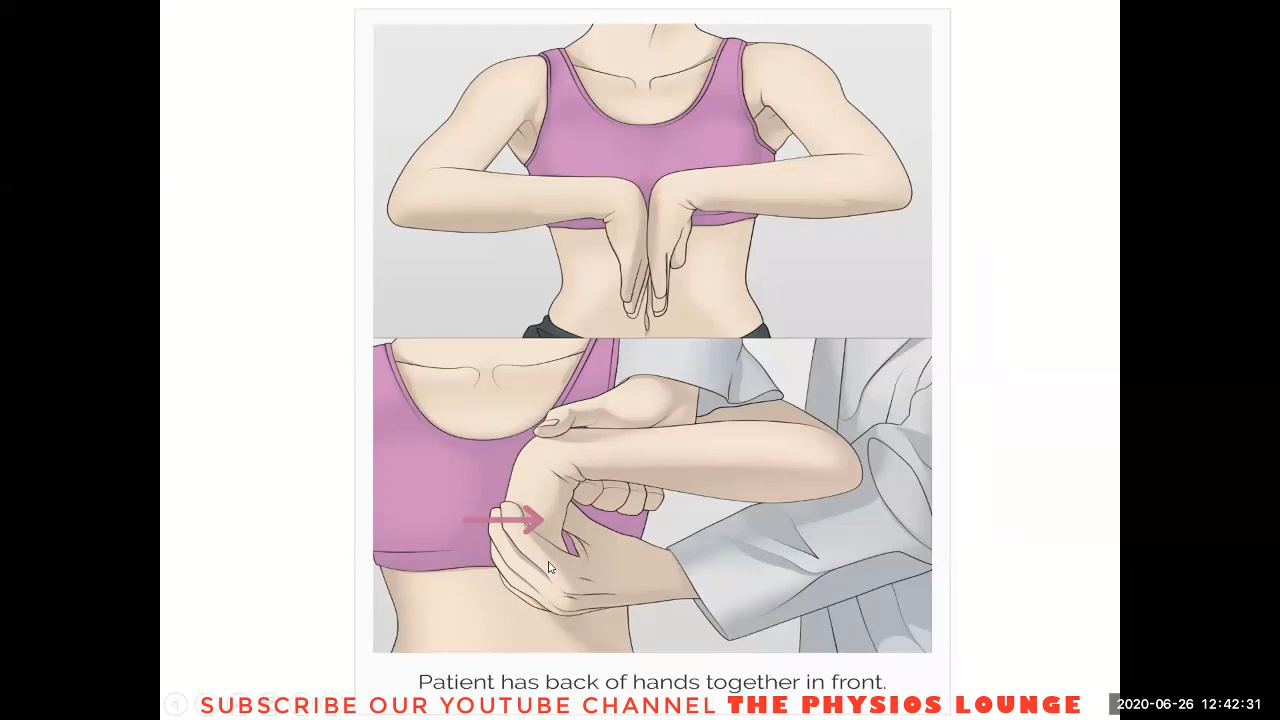 Patient has back of hands together in front.
SUBSCRIBE OUR YOUTUBE CHANNEL THE PHYSIOS LOUNGE
2020-06-26 12:42:31